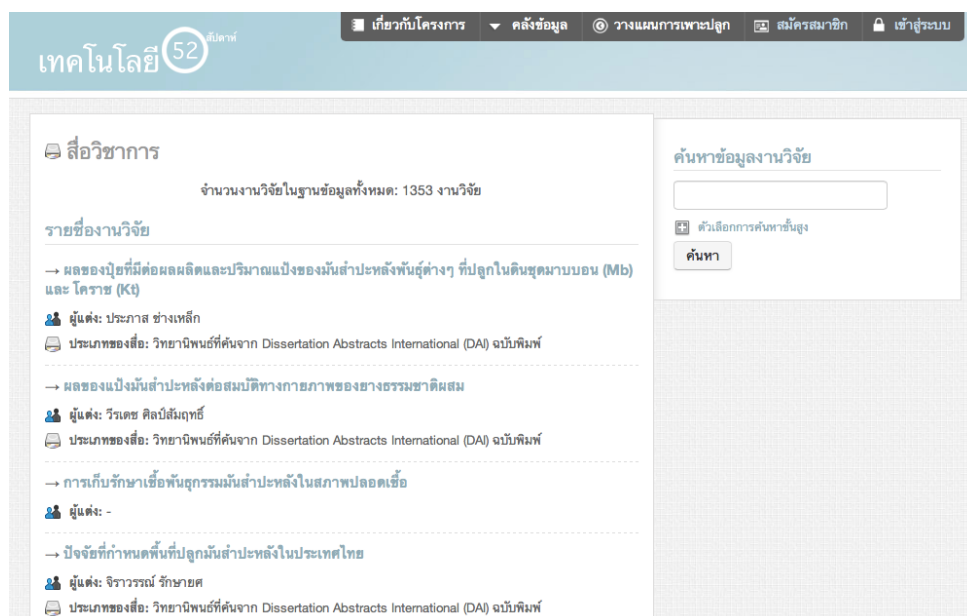 เกี่ยวกับโครงการ คลังข้อมูล วางแผนการเพาะปลูก สมัครสมาชิก เข้าสู่ระบบ
เทคโนโลยี 52 สัปดาห์
สื่อวิชาการ
จำนวนงานวิจัยในฐานข้อมูลทั้งหมด: 1353 งานวิจัย
รายชื่องานวิจัย
→ ผลของปุ๋ยที่มีต่อผลผลิตและปริมาณแป้งของมันสำปะหลังพันธุ์ต่างๆ ที่ปลูกในดินชุดมาบบอน (Mb)
และ โคราช (Kt)
ผู้แต่ง: ประภาส ช่างเหล็ก
ประเภทของสื่อ: วิทยานิพนธ์ที่ค้นจาก Dissertation Abstracts International (DAI) ฉบับพิมพ์
→ ผลของแป้งมันสำปะหลังต่อสมบัติทางกายภาพของยางธรรมชาติผสม
ผู้แต่ง: วีรเดช ศิลป์สัมฤทธิ์
ประเภทของสื่อ: วิทยานิพนธ์ที่ค้นจาก Dissertation Abstracts International (DAI) ฉบับพิมพ์
→ การเก็บรักษาเชื้อพันธุกรรมมันสำปะหลังในสภาพปลอดเชื้อ
ผู้แต่ง: -
→ ปัจจัยที่กำหนดพื้นที่ปลูกมันสำปะหลังในประเทศไทย
ผู้แต่ง: จิราวรรณ์ รักษายศ
ประเภทของสื่อ: วิทยานิพนธ์ที่ค้นจาก Dissertation Abstracts International (DAI) ฉบับพิมพ์
ค้นหาข้อมูลงานวิจัย
ตัวเลือกการค้นหาขั้นสูง
ค้นหา